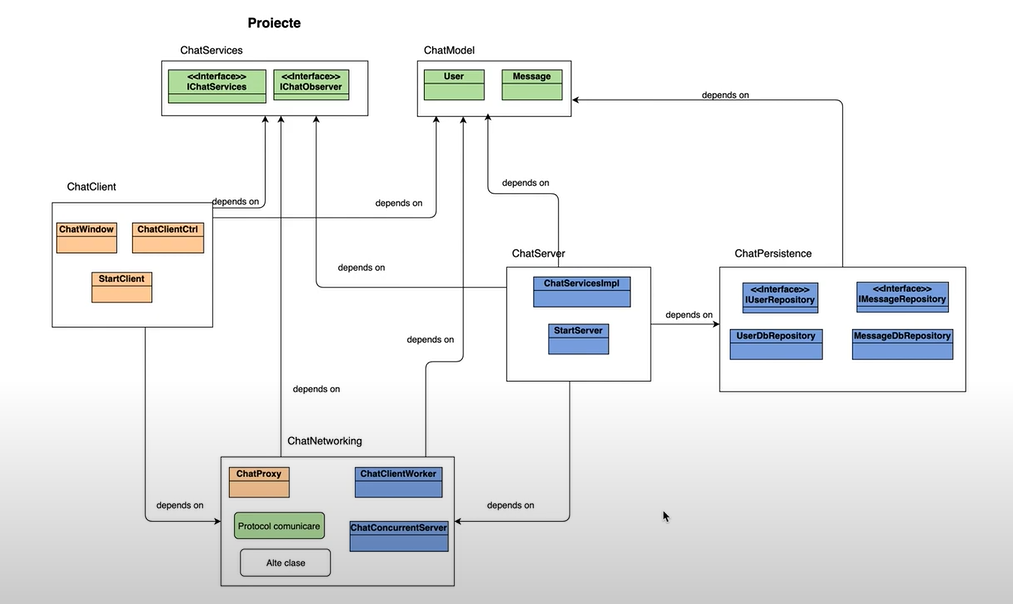 Proiecte
ChatServices
<<Interface>>
IChatServices
<<Interface>>
IChatObserver
ChatModel
User
Message
depends on
ChatClient
ChatWindow
ChatClientCtrl
StartClient
depends on
depends on
depends on
depends on
ChatServer
ChatServicesImpl
StartServer
depends on
ChatPersistence
<<Interface>>
IUserRepository
<<Interface>>
IMessageRepository
UserDbRepository
MessageDbRepository
depends on
depends on
ChatNetworking
ChatProxy
ChatClientWorker
Protocol comunicare
ChatConcurrentServer
Alte clase
depends on
depends on